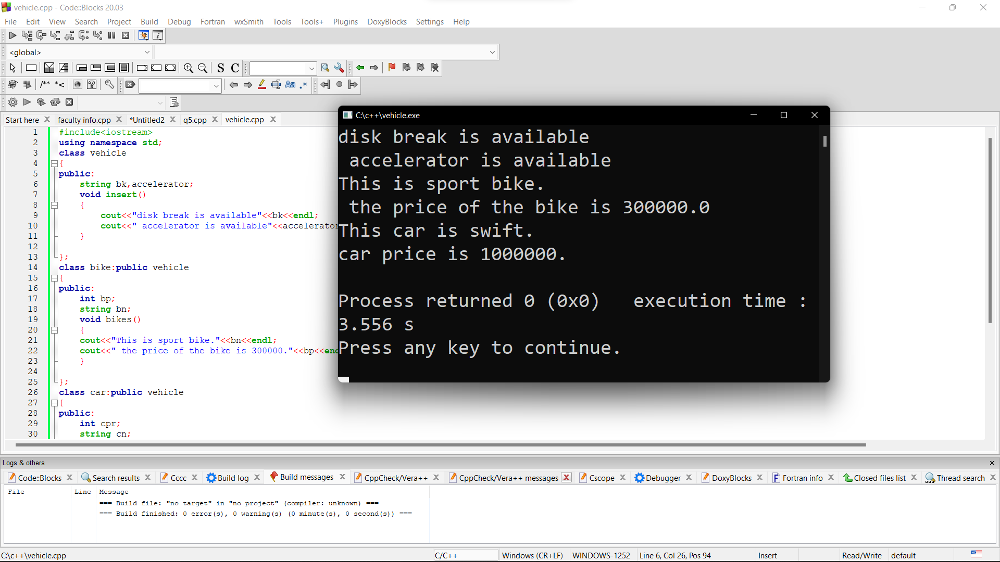 vehicle.cpp - Code::Blocks 20.03
File Edit View Search Project Build Debug Fortran wxSmith Tools Tools+ Plugins DoxyBlocks Settings Help
<global>
S C
/** *< Aa .*
Start here faculty info.cpp *Untitled2 q5.cpp vehicle.cpp
1 #include<iostream>
2 using namespace std;
3 class vehicle
4 {
5 public:
6 string bk,accelerator;
7 void insert()
8 {
9 cout<<"disk break is available"<<bk<<endl;
10 cout<<" accelerator is available"<<accelerator
11 }
12
13 };
14 class bike:public vehicle
15 {
16 public:
17 int bp;
18 string bn;
19 void bikes()
20 {
21 cout<<"This is sport bike."<<bn<<endl;
22 cout<<" the price of the bike is 300000."<<bp<<en
23 }
24
25 };
26 class car:public vehicle
27 {
28 public:
29 int cpr;
30 string cn;
C:\c++\vehicle.exe
disk break is available
accelerator is available
This is sport bike.
the price of the bike is 300000.0
This car is swift.
car price is 1000000.
Process returned 0 (0x0) execution time :
3.556 s
Press any key to continue.
Logs & others
Code::Blocks Search results Cccc Build log Build messages CppCheck/Vera++ CppCheck/Vera++ messages Cscope Debugger DoxyBlocks Fortran info Closed files list Thread search
File Line Message
=== Build file: "no target" in "no project" (compiler: unknown) ===
=== Build finished: 0 error(s), 0 warning(s) (0 minute(s), 0 second(s)) ===
C:\c++\vehicle.cpp C/C++ Windows (CR+LF) WINDOWS-1252 Line 6, Col 26, Pos 94 Insert Read/Write default